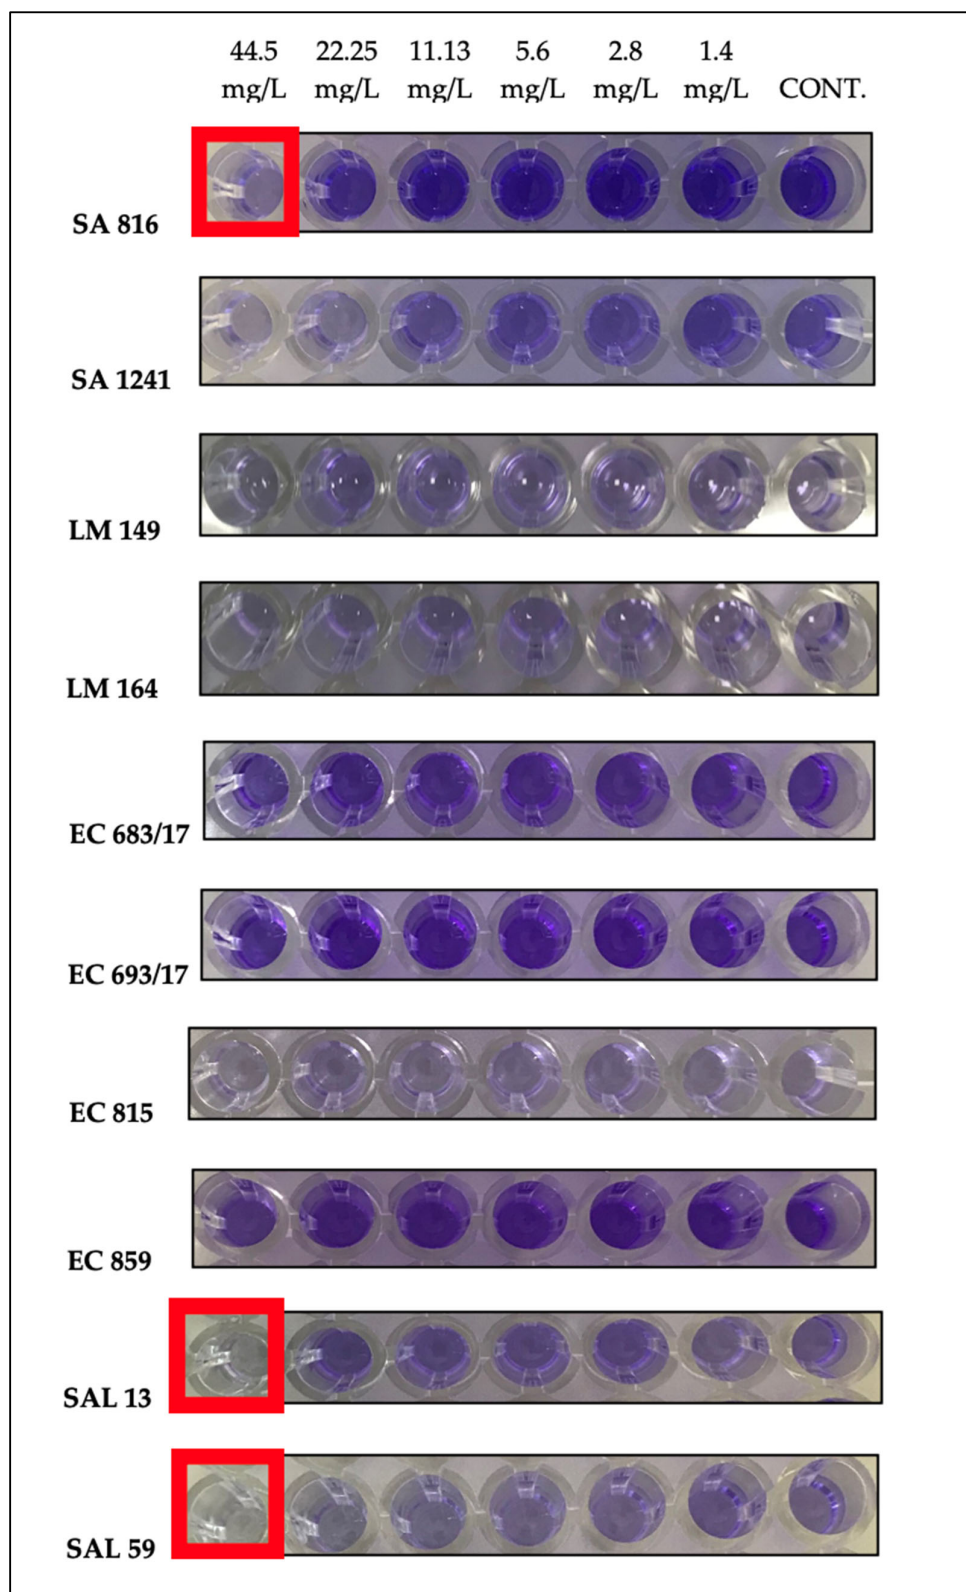 44.5 22.25 11.13 5.6 2.8 1.4
mg/L mg/L mg/L mg/L mg/L mg/L CONT.
SA 816
SA 1241
LM 149
LM 164
EC 683/17
EC 693/17
EC 815
EC 859
SAL 13
SAL 59